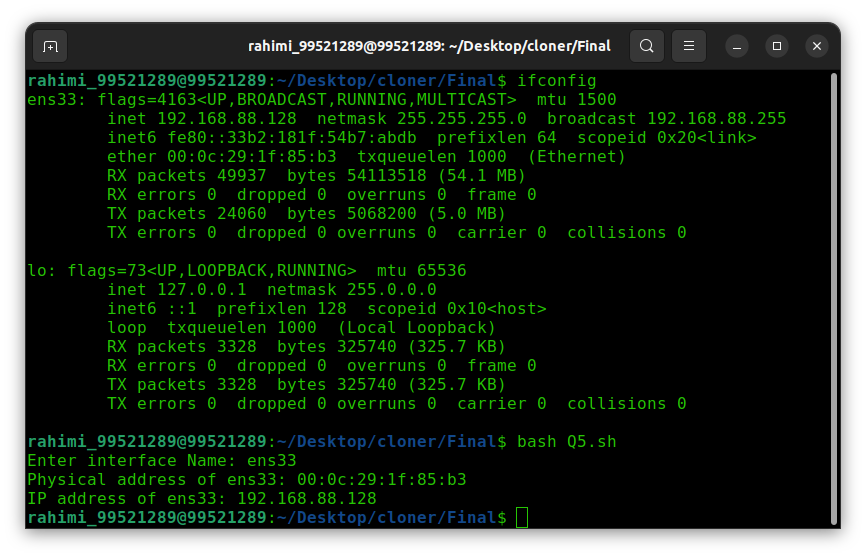 rahimi_99521289@99521289: ~/Desktop/cloner/Final
rahimi_99521289@99521289:~/Desktop/cloner/Final$ ifconfig
ens33: flags=4163<UP,BROADCAST,RUNNING,MULTICAST>  mtu 1500
        inet 192.168.88.128  netmask 255.255.255.0  broadcast 192.168.88.255
        inet6 fe80::33b2:181f:54b7:abdb  prefixlen 64  scopeid 0x20<link>
        ether 00:0c:29:1f:85:b3  txqueuelen 1000  (Ethernet)
        RX packets 49937  bytes 54113518 (54.1 MB)
        RX errors 0  dropped 0  overruns 0  frame 0
        TX packets 24060  bytes 5068200 (5.0 MB)
        TX errors 0  dropped 0 overruns 0  carrier 0  collisions 0
lo: flags=73<UP,LOOPBACK,RUNNING>  mtu 65536
        inet 127.0.0.1  netmask 255.0.0.0
        inet6 ::1  prefixlen 128  scopeid 0x10<host>
        loop  txqueuelen 1000  (Local Loopback)
        RX packets 3328  bytes 325740 (325.7 KB)
        RX errors 0  dropped 0  overruns 0  frame 0
        TX packets 3328  bytes 325740 (325.7 KB)
        TX errors 0  dropped 0 overruns 0  carrier 0  collisions 0
rahimi_99521289@99521289:~/Desktop/cloner/Final$ bash Q5.sh
Enter interface Name: ens33
Physical address of ens33: 00:0c:29:1f:85:b3
IP address of ens33: 192.168.88.128
rahimi_99521289@99521289:~/Desktop/cloner/Final$